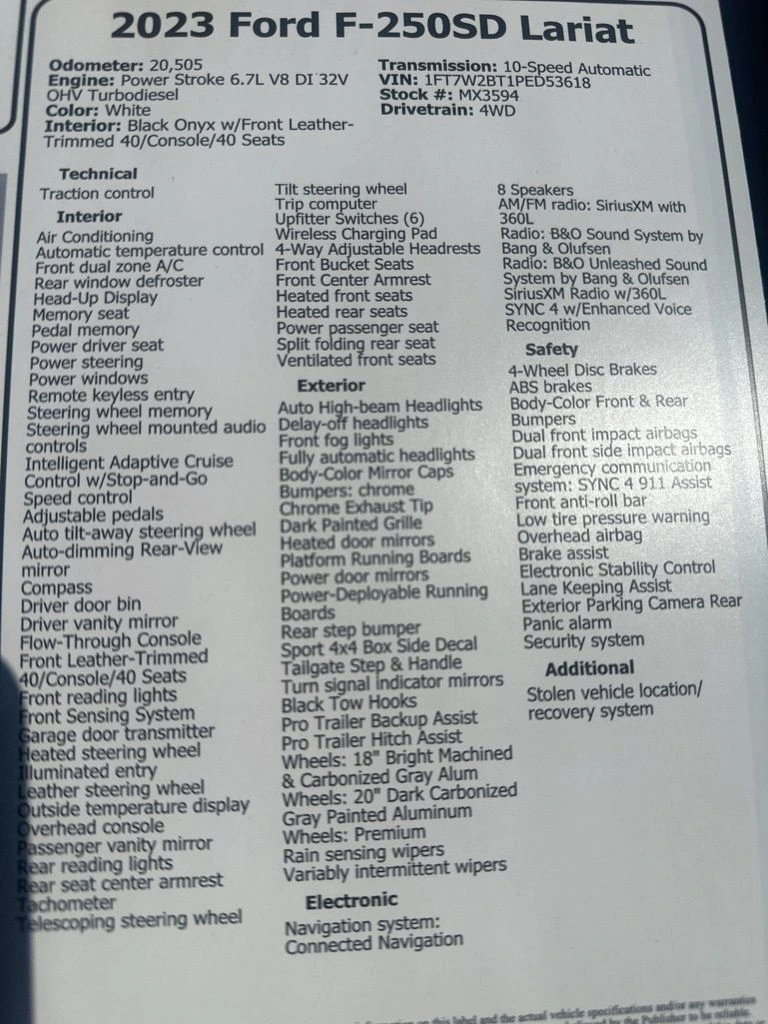 2023 Ford F-250SD Lariat
Odometer: 20,505
Engine: Power Stroke 6.7L V8 DI 32V
OHV Turbodiesel
Color: White
Interior: Black Onyx w/Front Leather-
Trimmed 40/Console/40 Seats
Transmission: 10-Speed Automatic
VIN: 1FT7W2BT1PED53618
Stock #: MX3594
Drivetrain: 4WD
Technical
Traction control
Interior
Air Conditioning
Automatic temperature control
Front dual zone A/C
Rear window defroster
Head-Up Display
Memory seat
Pedal memory
Power driver seat
Power steering
Power windows
Remote keyless entry
Steering wheel memory
Steering wheel mounted audio
controls
Intelligent Adaptive Cruise
Control w/Stop-and-Go
Speed control
Adjustable pedals
Auto tilt-away steering wheel
Auto-dimming Rear-View
mirror
Compass
Driver door bin
Driver vanity mirror
Flow-Through Console
Front Leather-Trimmed
40/Console/40 Seats
Front reading lights
Front Sensing System
Garage door transmitter
Heated steering wheel
Illuminated entry
Leather steering wheel
Outside temperature display
Overhead console
Passenger vanity mirror
Rear reading lights
Rear seat center armrest
Tachometer
Telescoping steering wheel
Tilt steering wheel
Trip computer
Upfitter Switches (6)
Wireless Charging Pad
4-Way Adjustable Headrests
Front Bucket Seats
Front Center Armrest
Heated front seats
Heated rear seats
Power passenger seat
Split folding rear seat
Ventilated front seats
Exterior
Auto High-beam Headlights
Delay-off headlights
Front fog lights
Fully automatic headlights
Body-Color Mirror Caps
Bumpers: chrome
Chrome Exhaust Tip
Dark Painted Grille
Heated door mirrors
Platform Running Boards
Power door mirrors
Power-Deployable Running
Boards
Rear step bumper
Sport 4x4 Box Side Decal
Tailgate Step & Handle
Turn signal indicator mirrors
Black Tow Hooks
Pro Trailer Backup Assist
Pro Trailer Hitch Assist
Wheels: 18" Bright Machined
& Carbonized Gray Alum
Wheels: 20" Dark Carbonized
Gray Painted Aluminum
Wheels: Premium
Rain sensing wipers
Variably intermittent wipers
Electronic
Navigation system:
Connected Navigation
8 Speakers
AM/FM radio: SiriusXM with
360L
Radio: B&O Sound System by
Bang & Olufsen
Radio: B&O Unleashed Sound
System by Bang & Olufsen
SiriusXM Radio w/360L
SYNC 4 w/Enhanced Voice
Recognition
Safety
4-Wheel Disc Brakes
ABS brakes
Body-Color Front & Rear
Bumpers
Dual front impact airbags
Dual front side impact airbags
Emergency communication
system: SYNC 4 911 Assist
Front anti-roll bar
Low tire pressure warning
Overhead airbag
Brake assist
Electronic Stability Control
Lane Keeping Assist
Exterior Parking Camera Rear
Panic alarm
Security system
Additional
Stolen vehicle location/
recovery system
on this label and the actual vehicle specifications and/or any warranties
by the Publisher to be reliable.